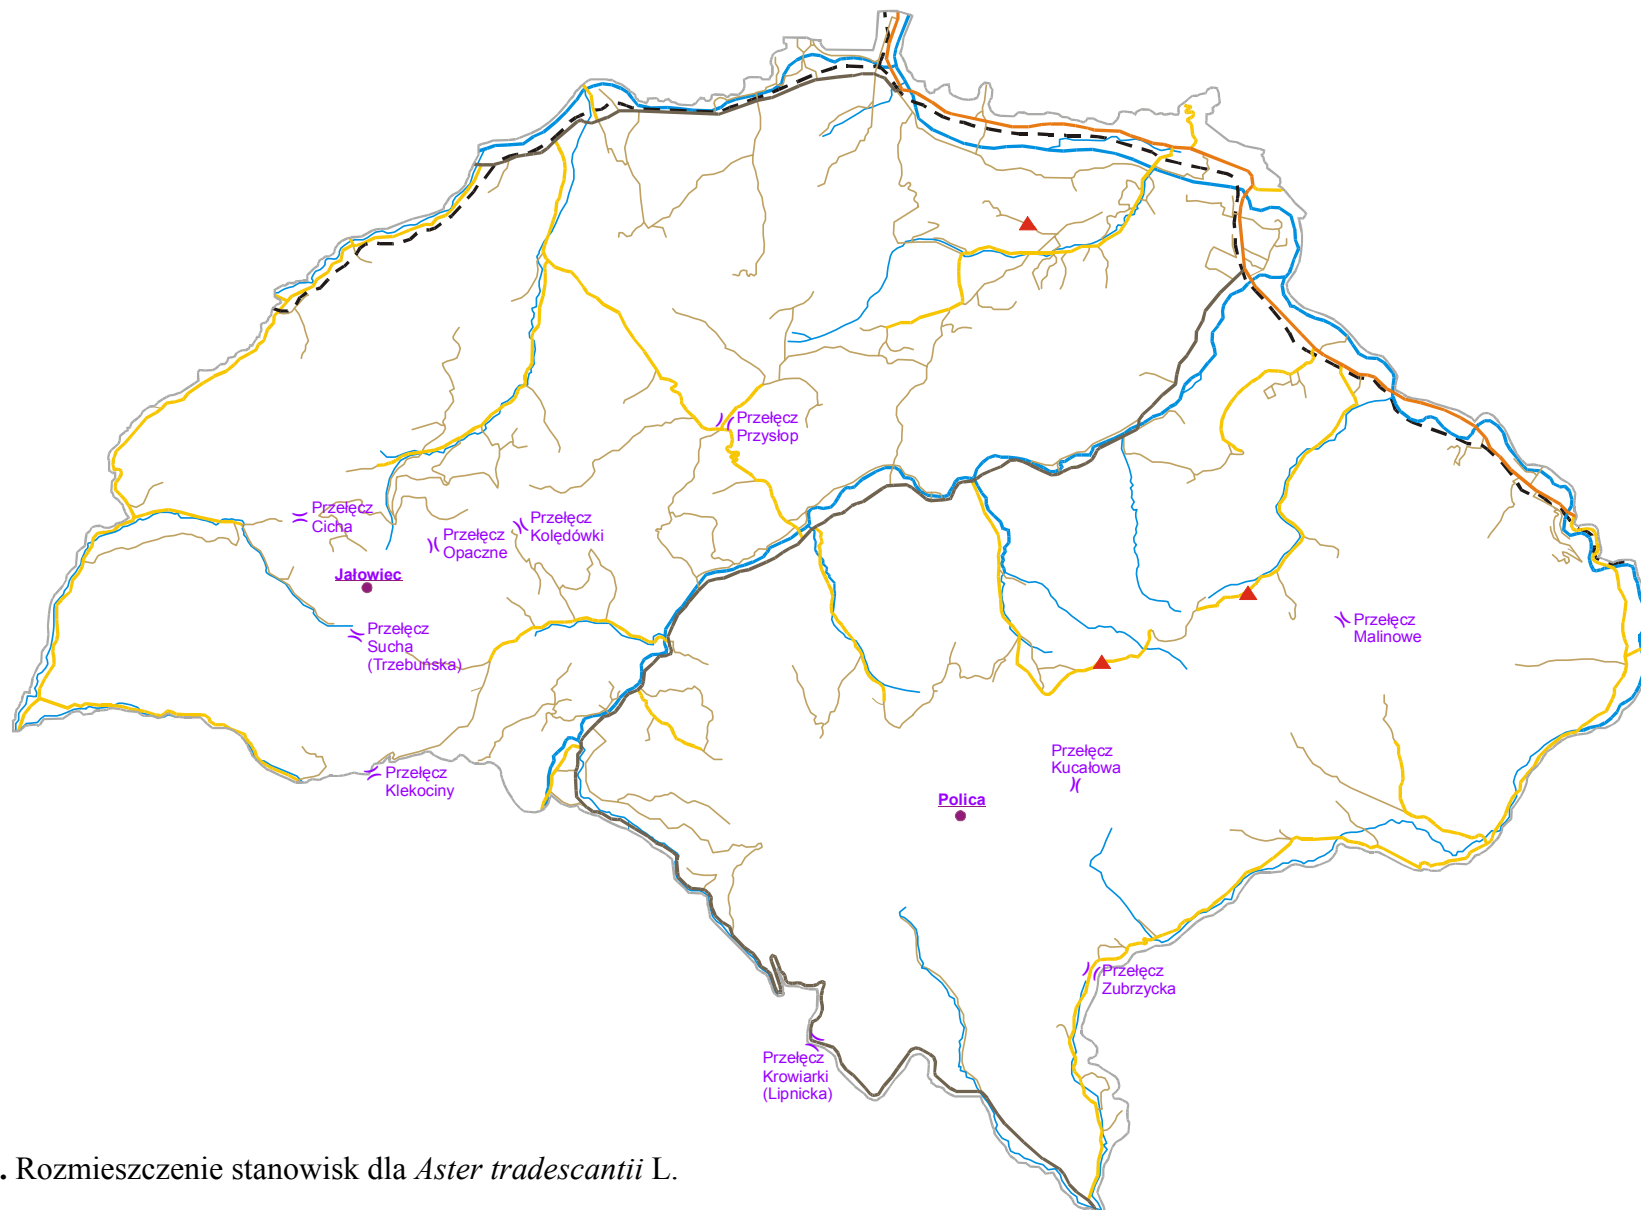 Przełęcz
Przysłop
Przełęcz
Cicha
Przełęcz
Opaczne
Przełęcz
Kolędówki
Jałowiec
Przełęcz
Sucha
(Trzebuńska)
Przełęcz
Malinowe
Przełęcz
Klekociny
Przełęcz
Kucałowa
Polica
Przełęcz
Zubrzycka
Przełęcz
Krowiarki
(Lipnicka)
. Rozmieszczenie stanowisk dla Aster tradescantii L.